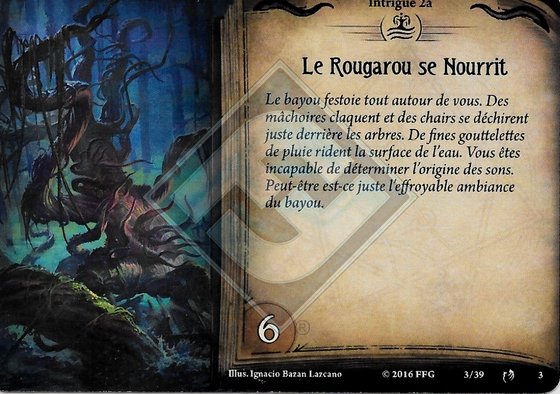 Intrigue 2a
Le Rougarou se Nourrit
Le bayou festoie tout autour de vous. Des
mâchoires claquent et des chairs se déchirent
juste derrière les arbres. De fines gouttelettes
de pluie rident la surface de l'eau. Vous êtes
incapable de déterminer l'origine des sons.
Peut-être est-ce juste l'effroyable ambiance
du bayou.
6
Illus. Ignacio Bazan Lazcano © 2016 FFG 3/39 3